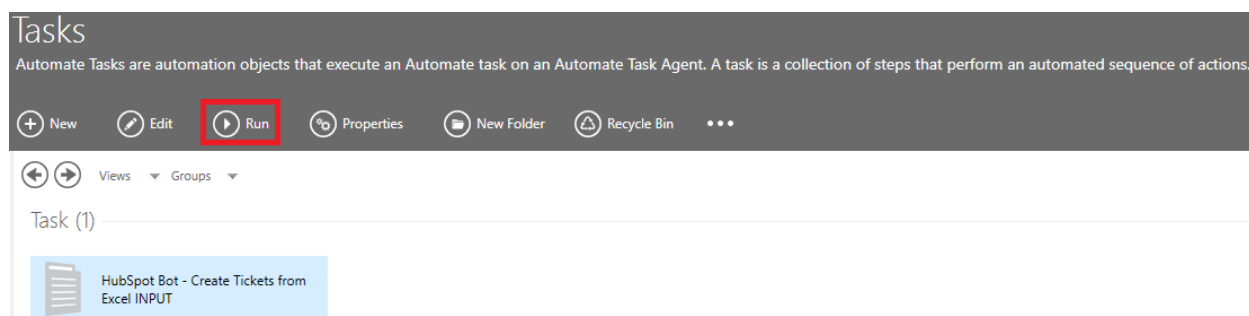 Tasks
Automate Tasks are automation objects that execute an Automate task on an Automate Task Agent. A task is a collection of steps that perform an automated sequence of actions.
New Edit Run Properties New Folder Recycle Bin •••
Views Groups
Task (1)
HubSpot Bot - Create Tickets from
Excel INPUT